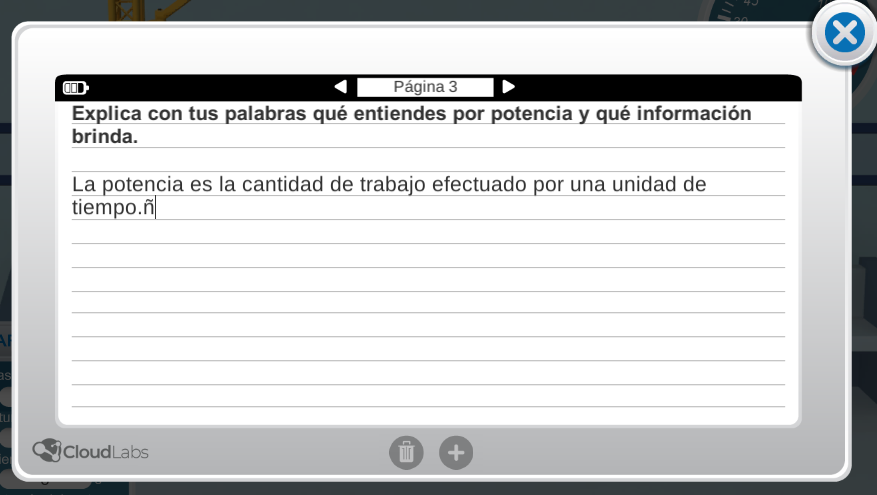 Página 3
Explica con tus palabras qué entiendes por potencia y qué información
brinda.
La potencia es la cantidad de trabajo efectuado por una unidad de
tiempo.ñ
CloudLabs